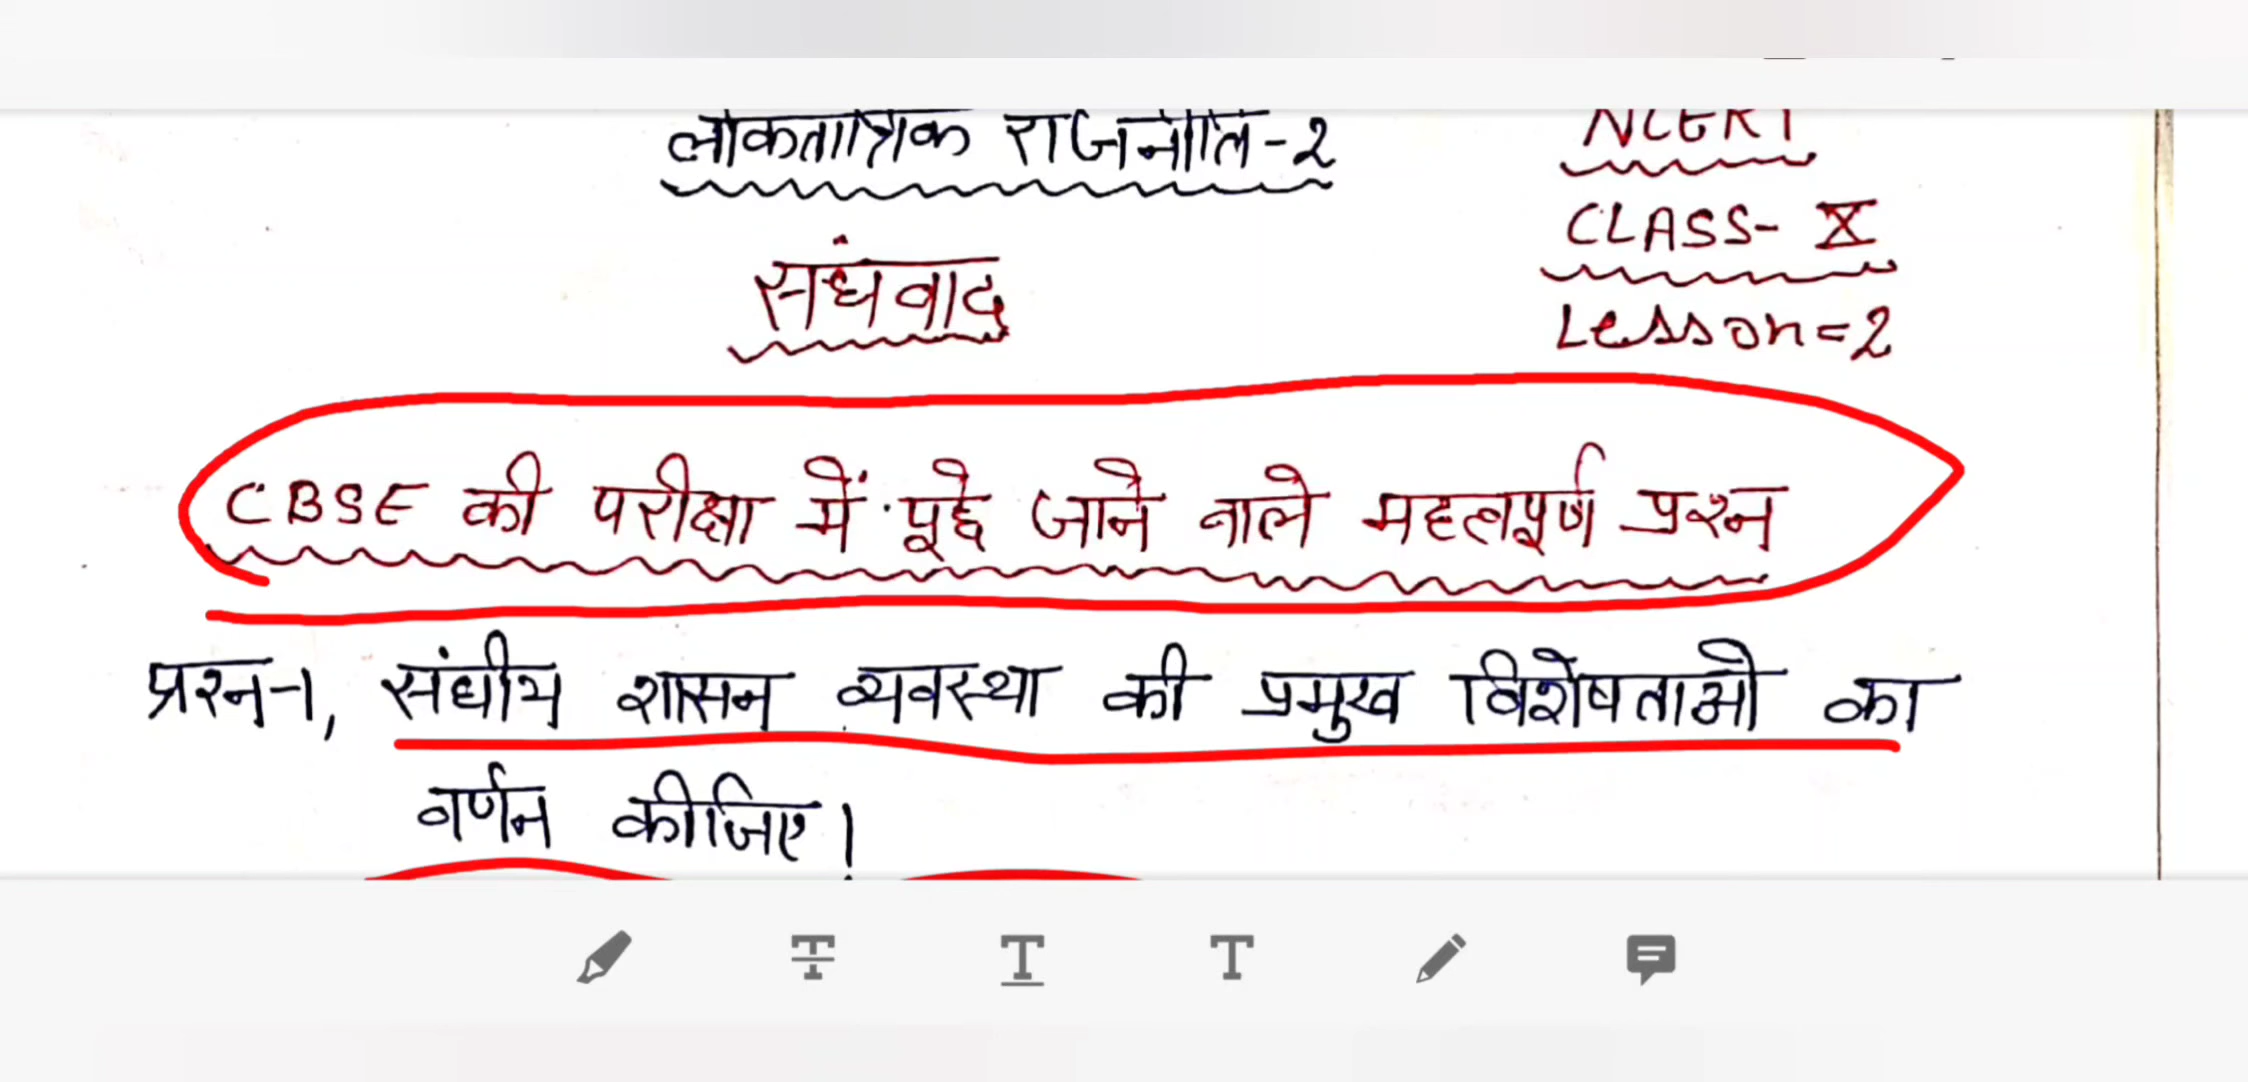 लोकतांत्रिक राजनीति-2
NCERT
CLASS- X
संघवाद
Lesson=2
CBSE की परीक्षा में पूछे जाने वाले महत्वपूर्ण प्रश्न
प्रश्न-1, संघीय शासन व्यवस्था की प्रमुख विशेषताओ का
वर्णन कीजिए।